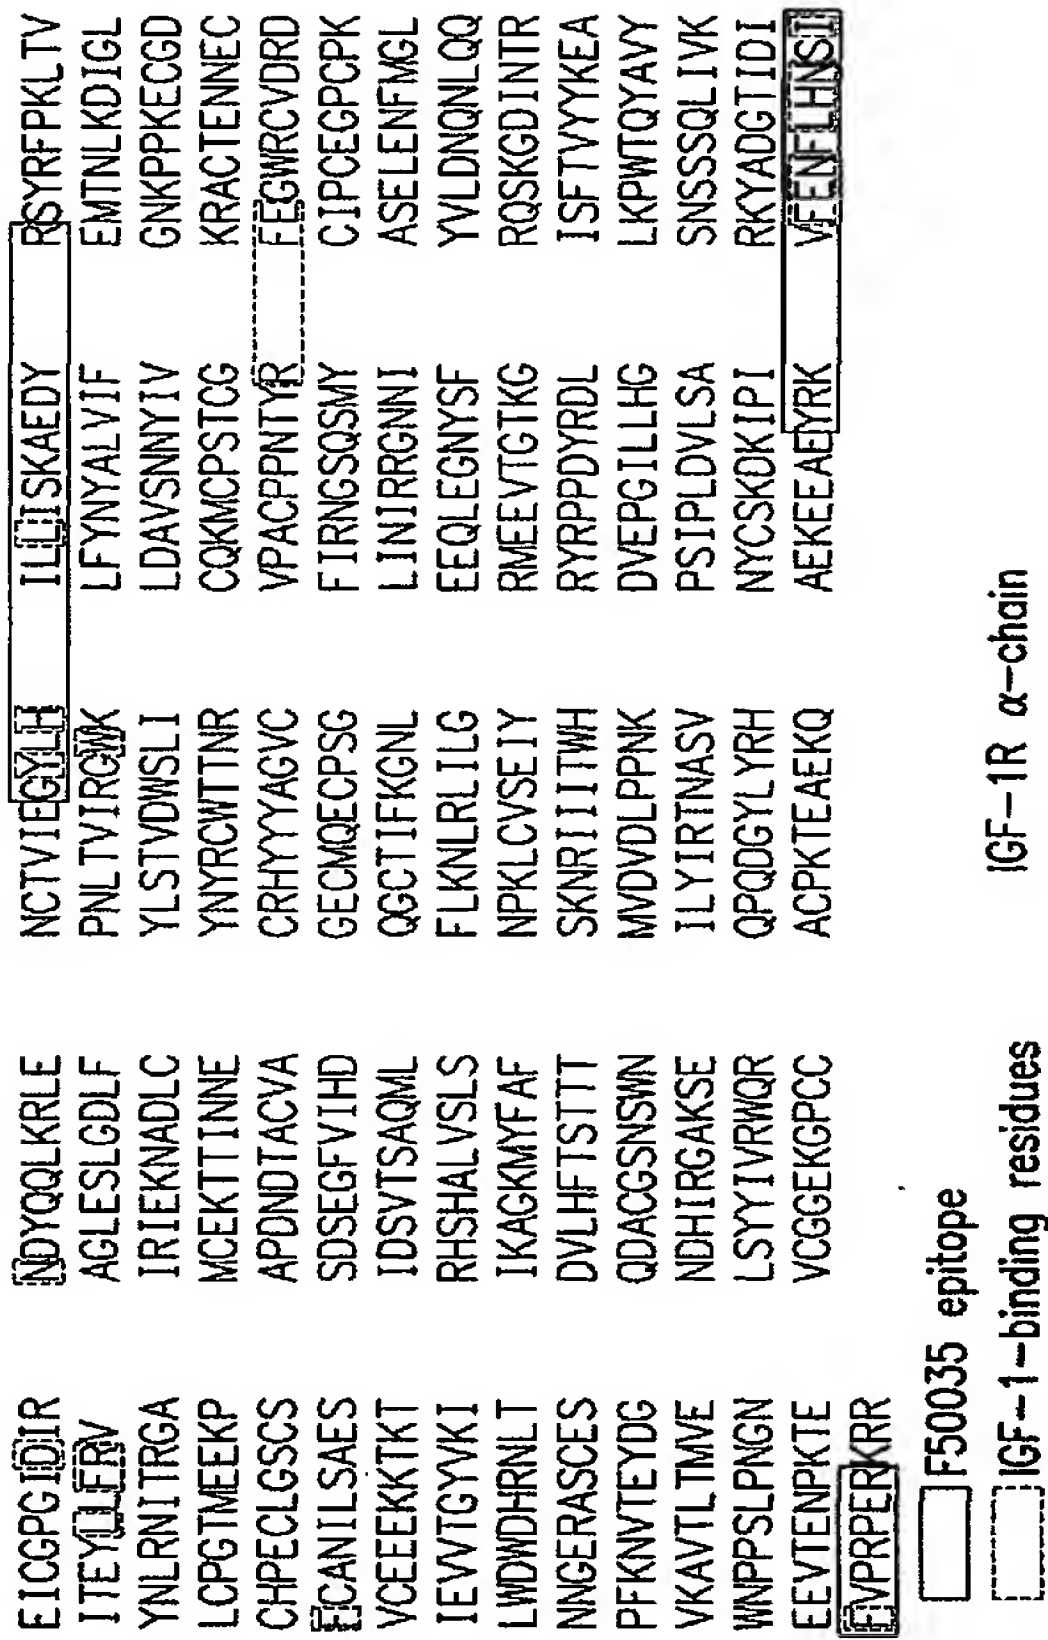 EICGPGIDIR NDYQQLKRLE NCTVIEGYLH ILLISKAEDY RSYRFPKLTV
ITEYLLFRV AGLESLGDLF PNLTVIRGWK LFYNYALVIF EMTNLKDIGL
YNLRNITRGA IRIEKNADLC YLSTVDWSLI LDAVSNNYIV GNKPPKECGD
LCPGTMEEKP MCEKTTINNE YNYRCWTTNR CQKMCPSTCG KRACTENNEC
CHPECLGSCS APDNDTACVA CRHYYYAGVC VPACPPNTYR FEGWRCVDRD
FCANILSAES SDSEGFVIHD GECMQECPSG FIRNGSQSMY CIPCEGPCPK
VCEEEKKTKT IDSVTSAQML QGCTIFKGNL LINIRRGNNI ASELENFMGL
IEVVTGYVKI RHSHALVSLS FLKNLRLILG EEQLEGNYSF YVLDNQNLQQ
LWDWDHRNLT IKAGKMYFAF NPKLCVSEIY RMEEVTGTKG RQSKGDINTR
NNGERASCES DVLHFTSTTT SKNRIIITWH RYRPPDYRDL ISFTVYYKEA
PFKNVTEYDG QDACGSNSWN MVDVDLPPNK DVEPGILLHG LKPWTQYAVY
VKAVTLTMVE NDHIRGAKSE ILYIRTNASV PSIPLDVLSA SNSSSQLIVK
WNPPSLPNGN LSYYIVRWQR QPQDGYLYRH NYCSKDKIPI RKYADGTIDI
EEVTENPKTE VCGGEKGPCC ACPKTEAEKQ AEKEEAEYRK VFENFLHNSI
FVPRPERKRR
F50035 epitope
IGF-1-binding residues
IGF-1R α-chain